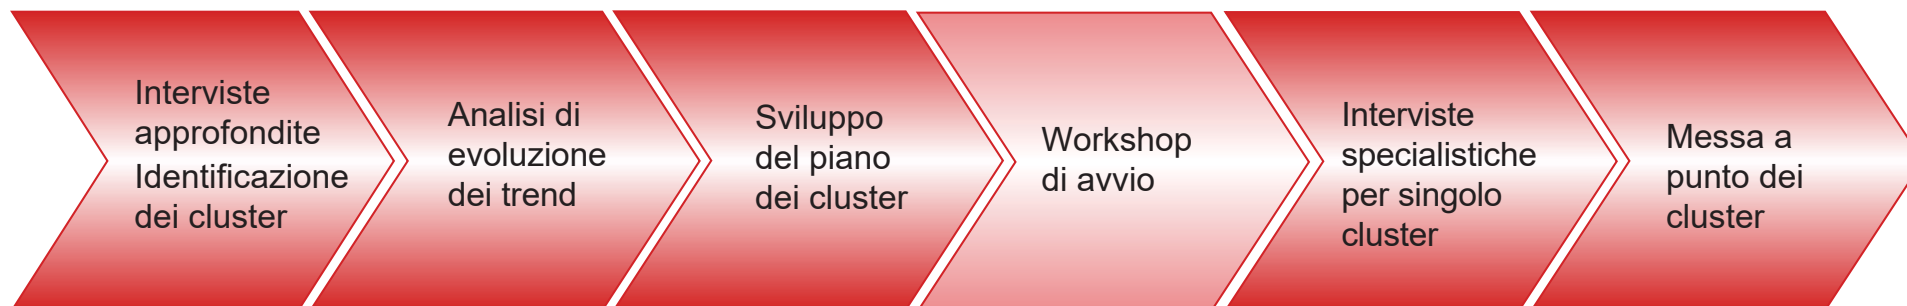 Interviste
approfondite
Identificazione
dei cluster
Analisi di
evoluzione
dei trend
Sviluppo
del piano
dei cluster
Workshop
di avvio
Interviste
specialistiche
per singolo
cluster
Messa a
punto dei
cluster